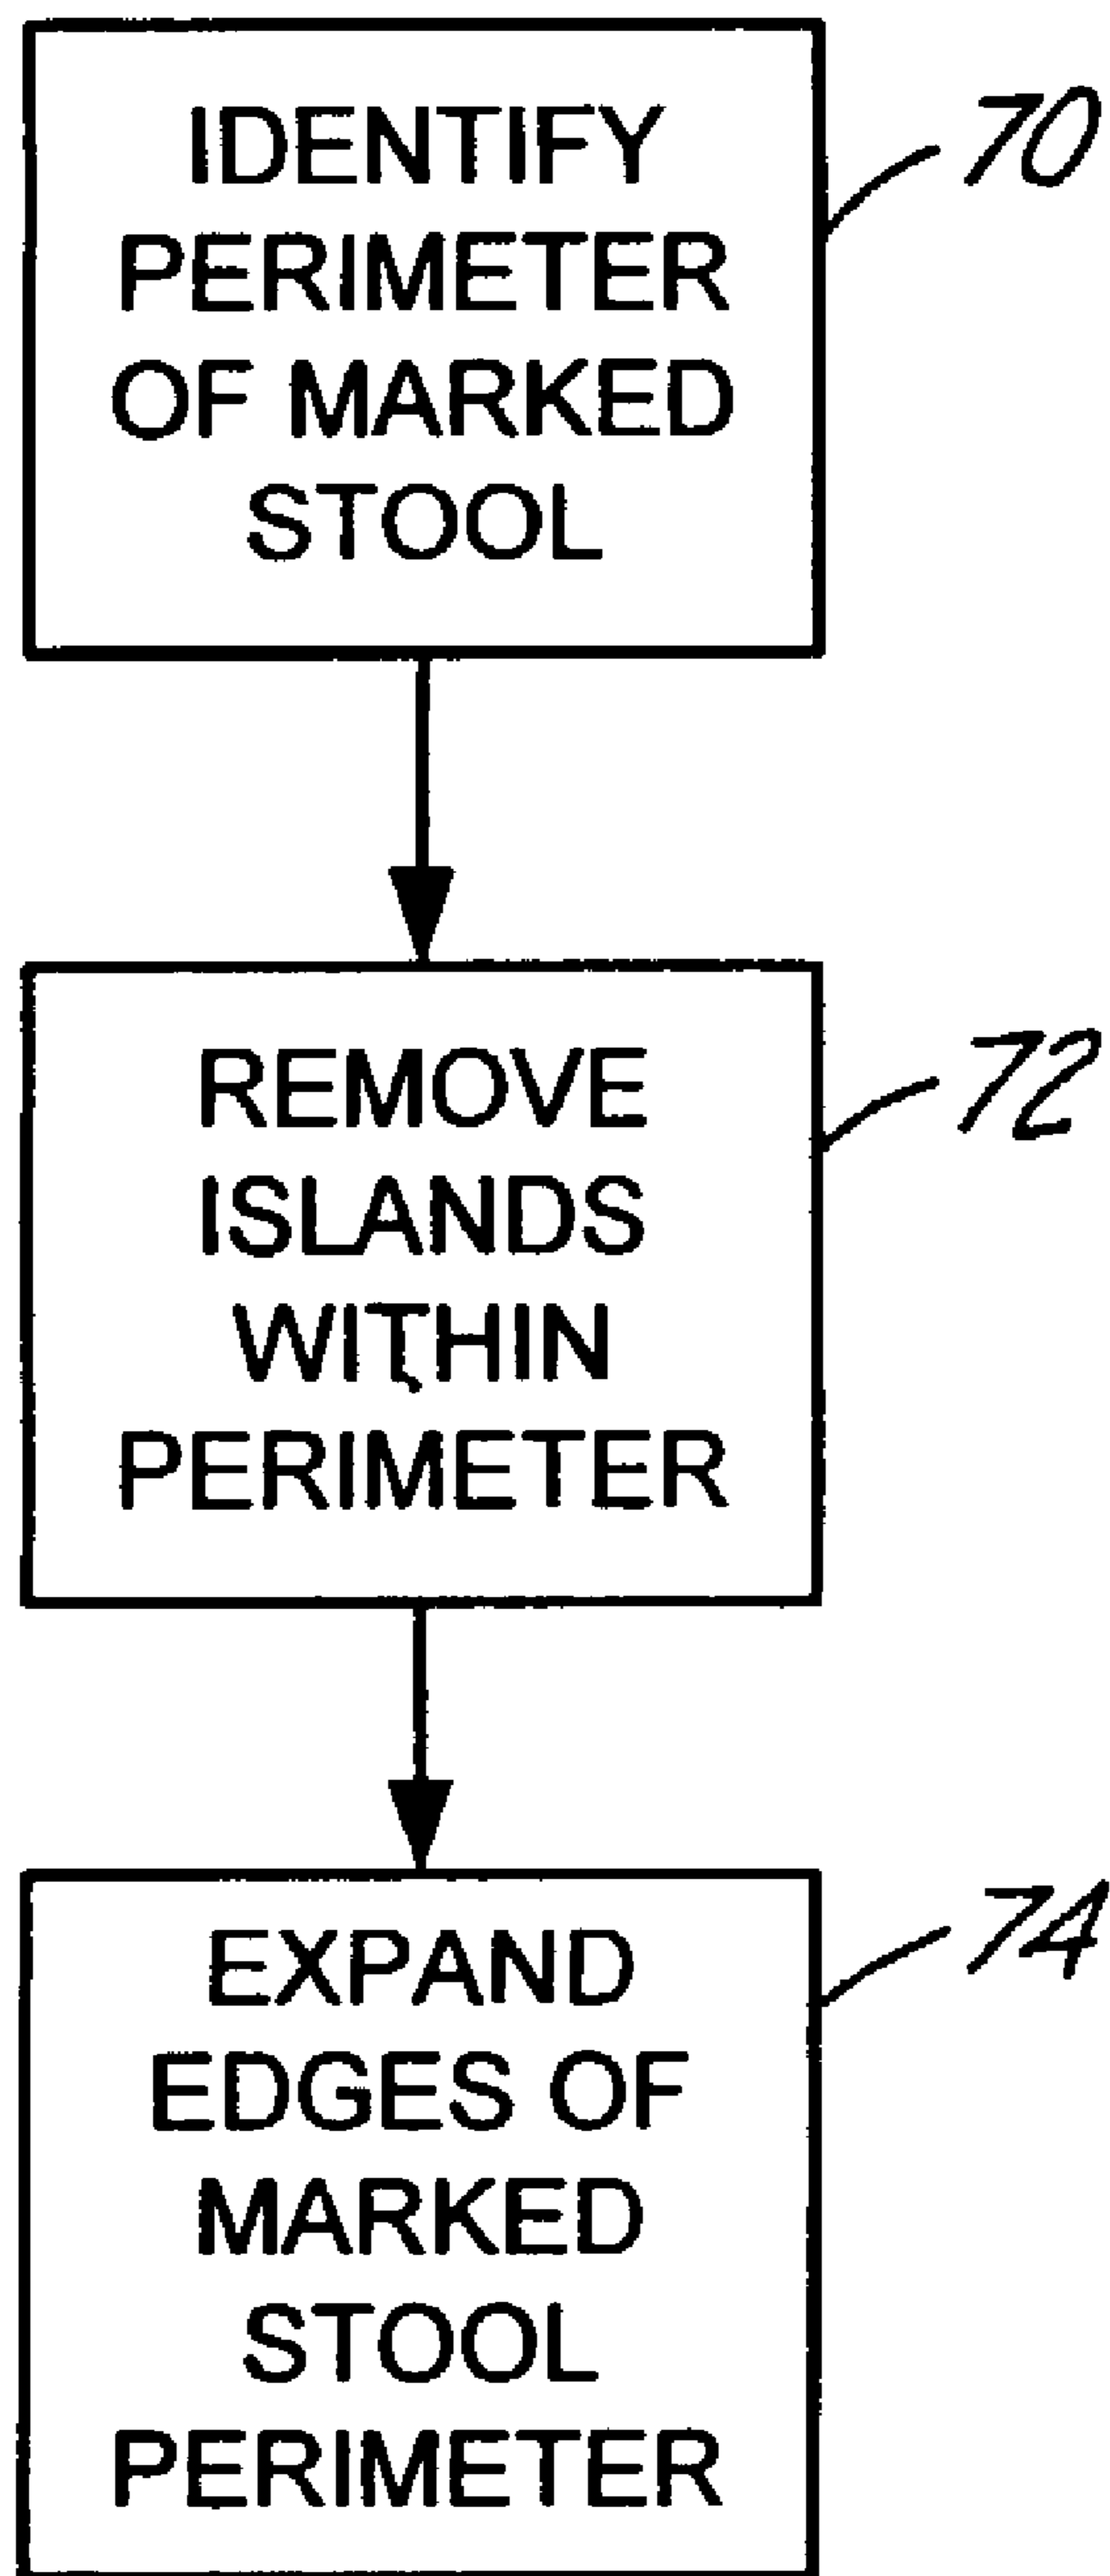 IDENTIFY
PERIMETER
OF MARKED
STOOL
70
REMOVE
ISLANDS
WITHIN
PERIMETER
72
EXPAND
EDGES OF
MARKED
STOOL
PERIMETER
74